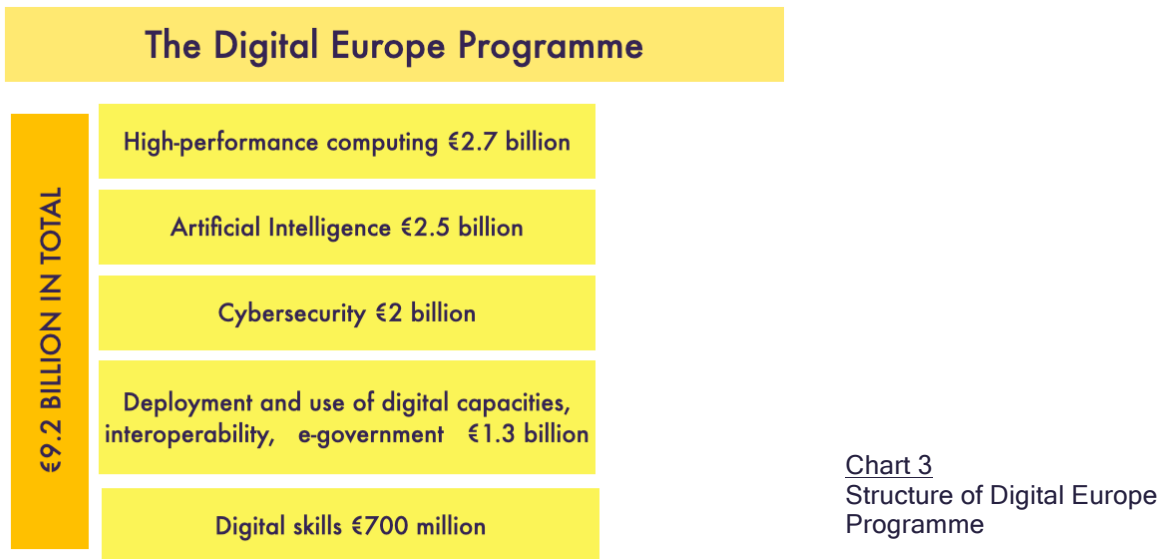 The Digital Europe Programme
€9.2 BILLION IN TOTAL
High-performance computing €2.7 billion
Artificial Intelligence €2.5 billion
Cybersecurity €2 billion
Deployment and use of digital capacities,
interoperability, e-government €1.3 billion
Digital skills €700 million
Chart 3
Structure of Digital Europe
Programme